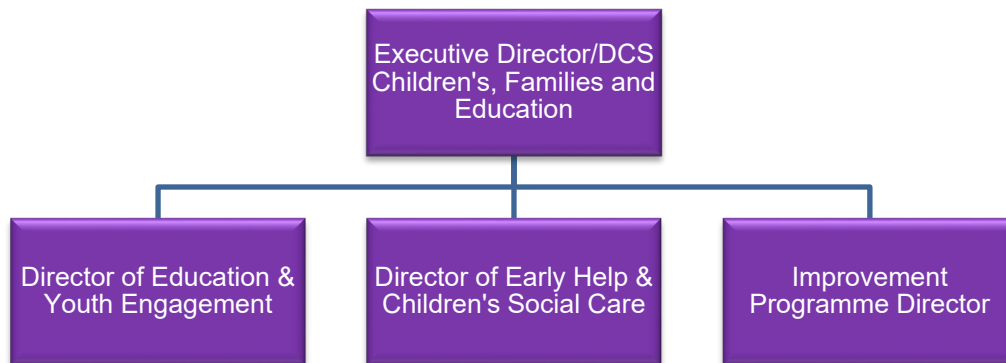 Executive Director/DCS
Children's, Families and
Education
Director of Education &
Youth Engagement
Director of Early Help &
Children's Social Care
Improvement
Programme Director